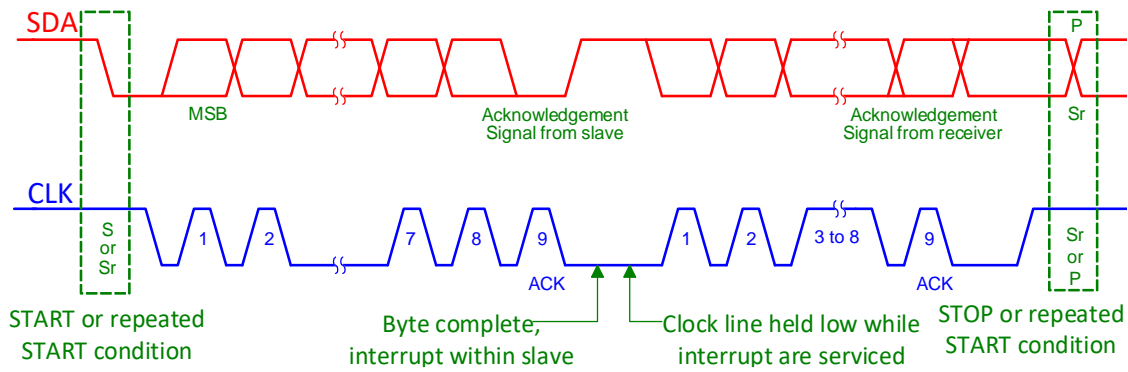 SDA
P
MSB
Acknowledgement
Signal from slave
Acknowledgement
Signal from receiver
Sr
CLK
S
or
Sr
1
2
7
8
9
1
2
3 to 8
9
Sr
or
P
ACK
ACK
START or repeated
START condition
Byte complete,
interrupt within slave
Clock line held low while
interrupt are serviced
STOP or repeated
START condition